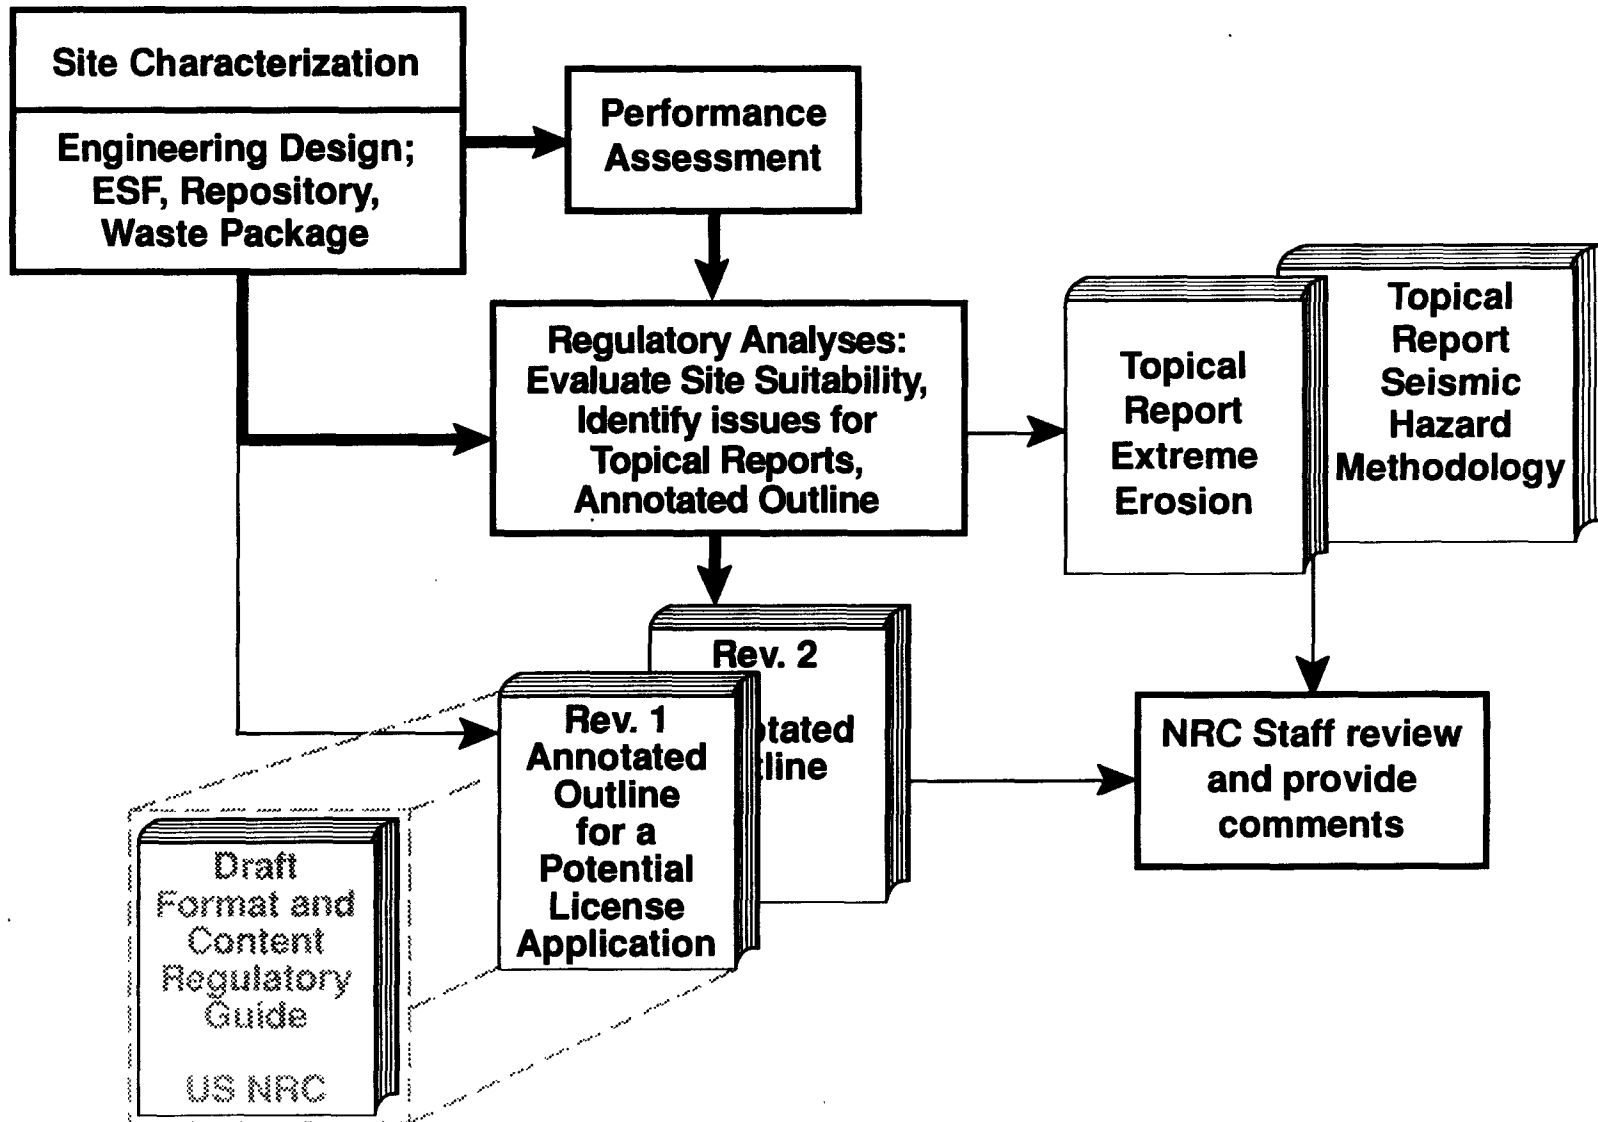 Site Characterization
Engineering Design;
ESF, Repository,
Waste Package
Performance
Assessment
Regulatory Analyses:
Evaluate Site Suitability,
Identify issues for
Topical Reports,
Annotated Outline
Topical
Report
Extreme
Erosion
Topical
Report
Seismic
Hazard
Methodology
Rev. 2
tated
tline
Rev. 1
Annotated
Outline
for a
Potential
License
Application
NRC Staff review
and provide
comments
Draft
Format and
Content
Regulatory
Guide
US NRC